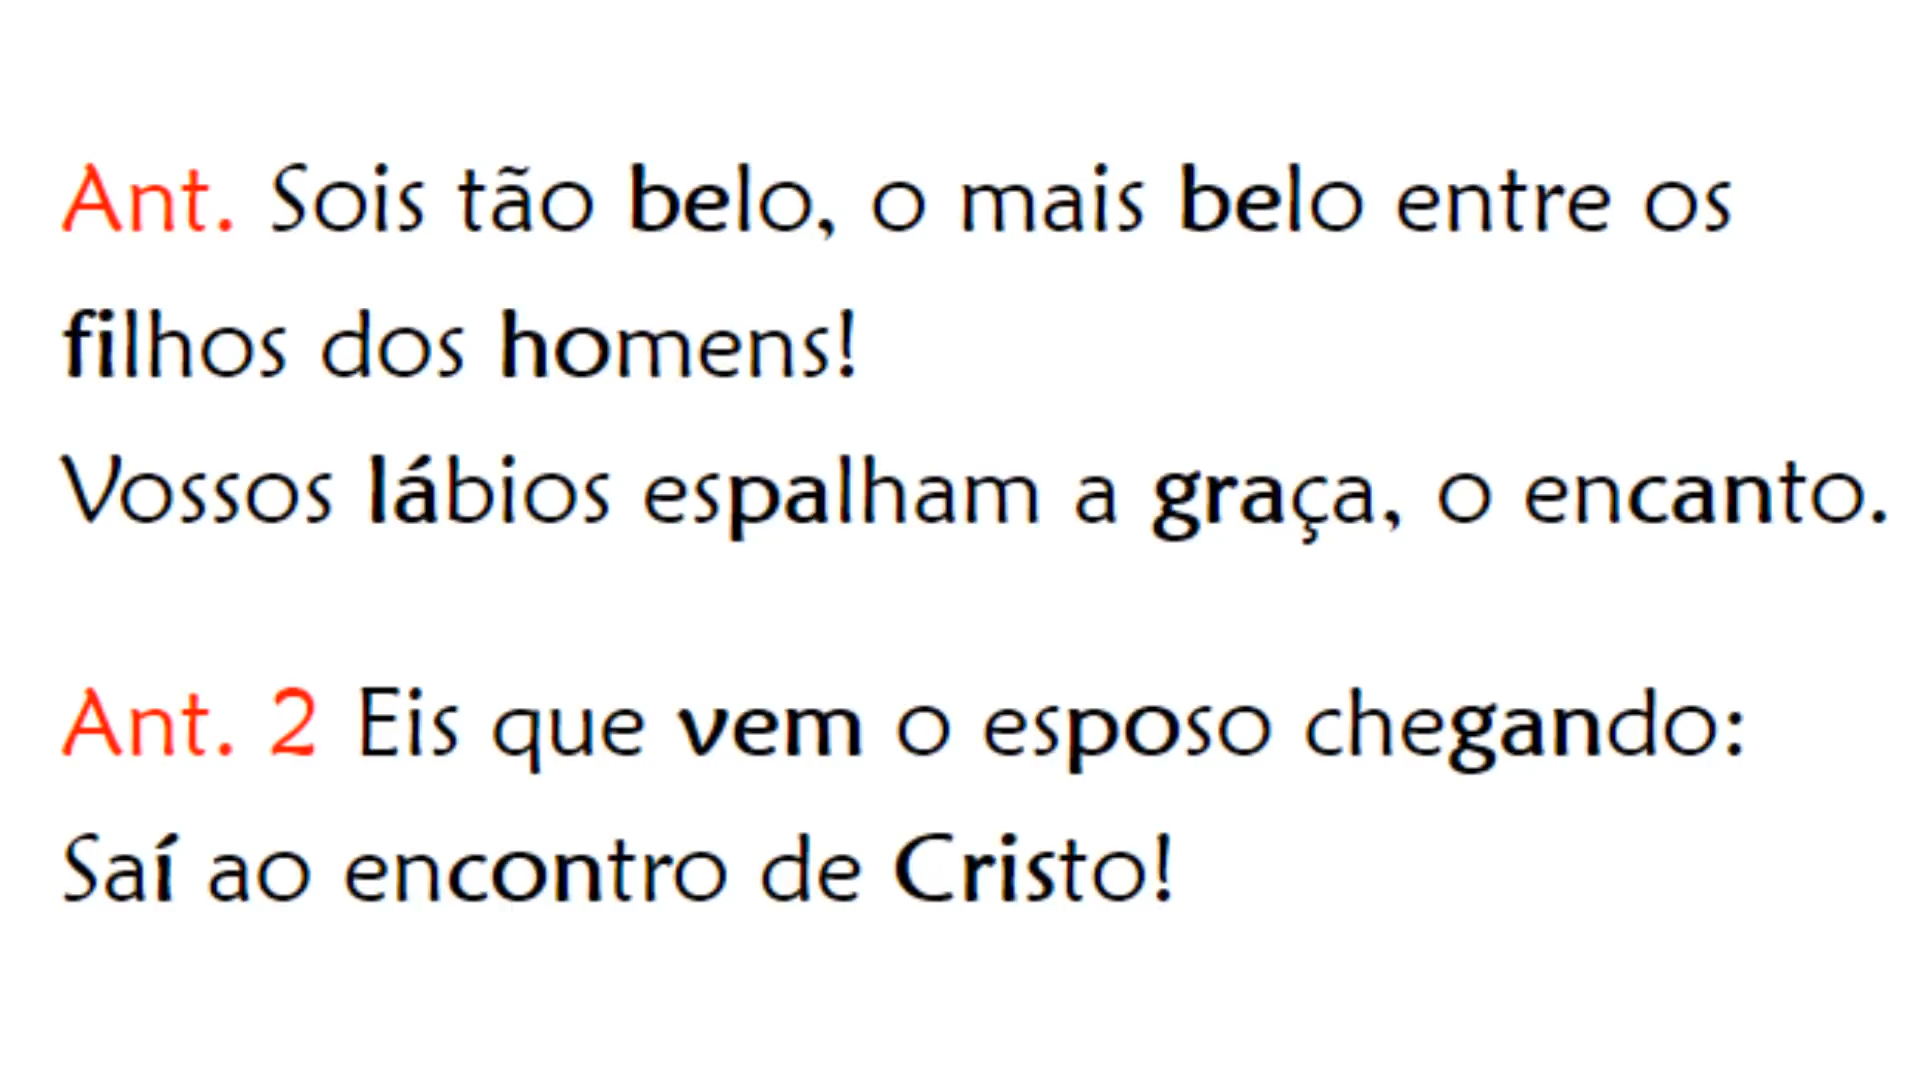 Ant. Sois tão belo, o mais belo entre os
filhos dos homens!
Vossos lábios espalham a graça, o encanto.
Ant. 2 Eis que vem o esposo chegando:
Saí ao encontro de Cristo!